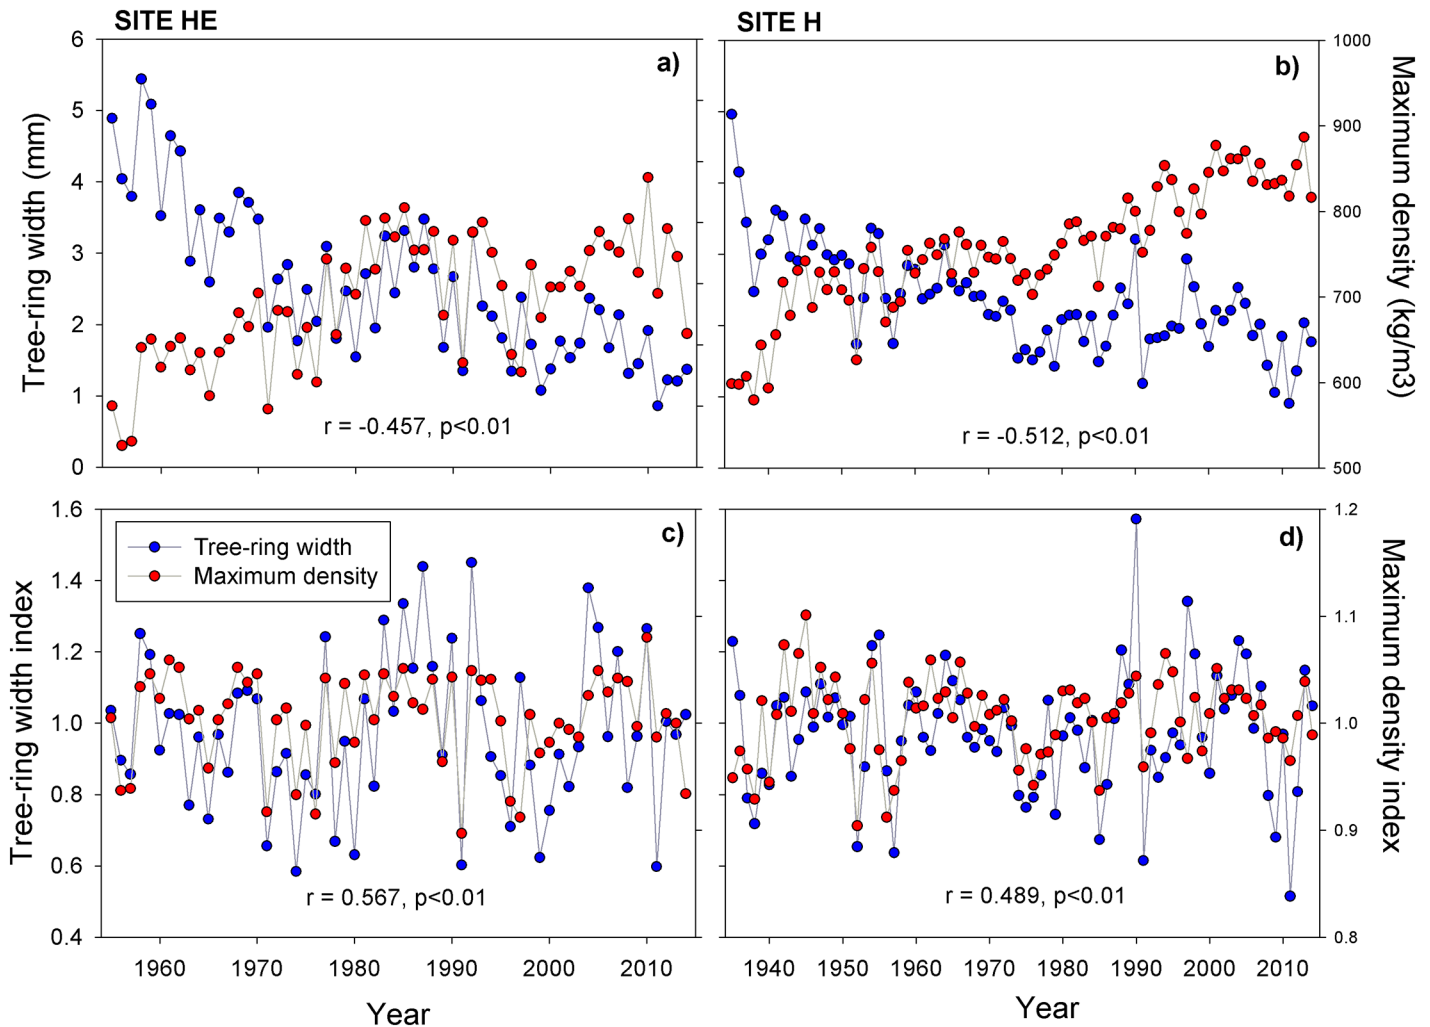 SITE HE
SITE H
a)
b)
6
5
4
3
2
1
0
Tree-ring width (mm)
r = -0.457, p<0.01
r = -0.512, p<0.01
1000
900
800
700
600
500
Maximum density (kg/m3)
c)
d)
Tree-ring width
Maximum density
1.6
1.4
1.2
1.0
0.8
0.6
0.4
Tree-ring width index
r = 0.567, p<0.01
r = 0.489, p<0.01
1.2
1.1
1.0
0.9
0.8
Maximum density index
1960 1970 1980 1990 2000 2010
1940 1950 1960 1970 1980 1990 2000 2010
Year
Year